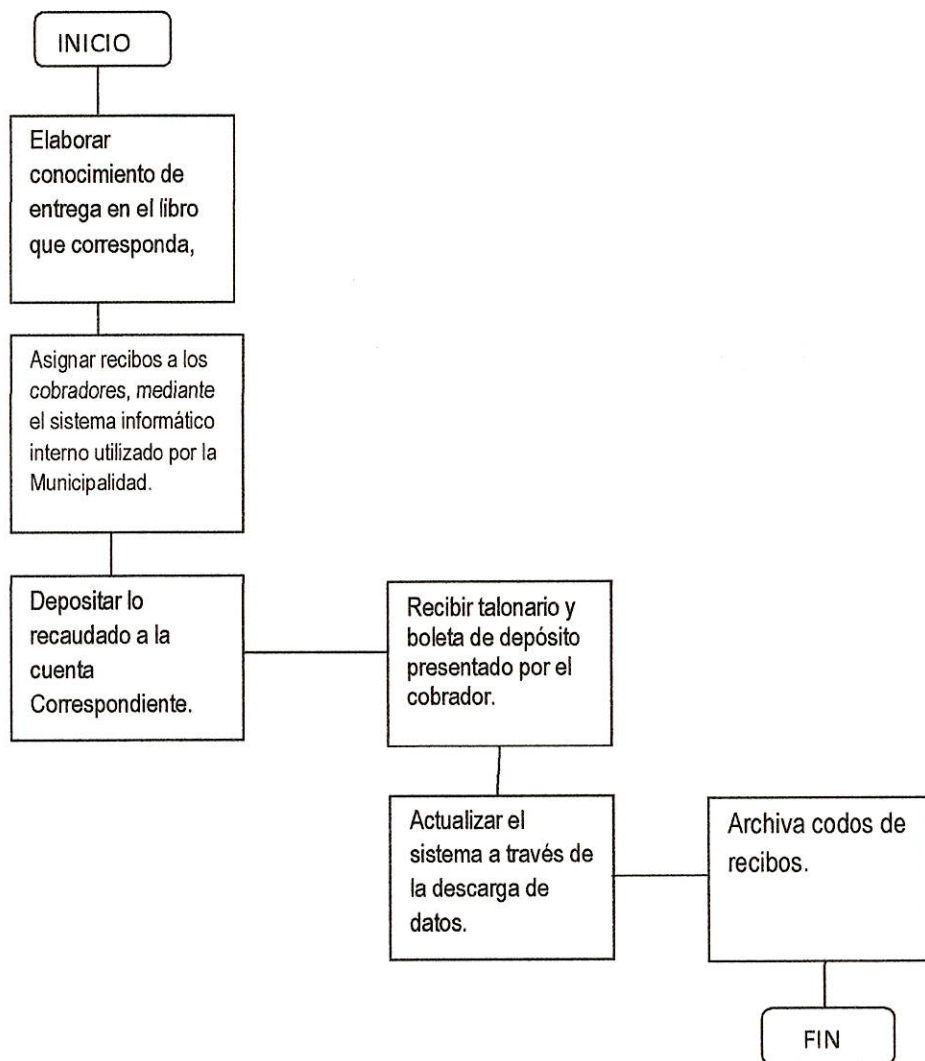 INICIO
Elaborar
conocimiento de
entrega en el libro
que corresponda,
Asignar recibos a los
cobradores, mediante
el sistema informático
interno utilizado por la
Municipalidad.
Depositar lo
recaudado a la
cuenta
Correspondiente.
Recibir talonario y
boleta de depósito
presentado por el
cobrador.
Actualizar el
sistema a través de
la descarga de
datos.
Archiva codos de
recibos.
FIN